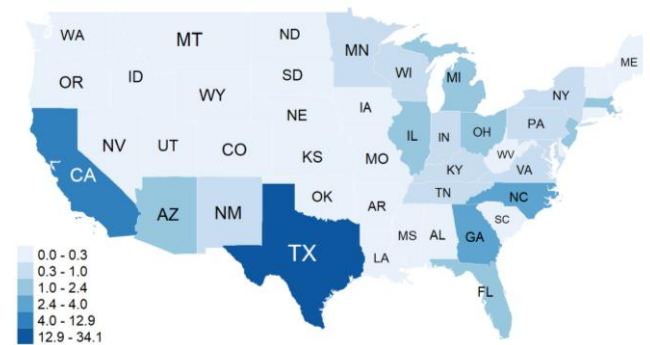 WA
MT
ND
MN
ME
OR
ID
SD
WI
MI
NY
WY
IA
PA
NE
NV
UT
CO
IL
IN
OH
WV
VA
KS
MO
KY
CA
AZ
NM
OK
AR
TN
NC
SC
TX
MS
AL
GA
LA
FL
0.0 - 0.3
0.3 - 1.0
1.0 - 2.4
2.4 - 4.0
4.0 - 12.9
12.9 - 34.1